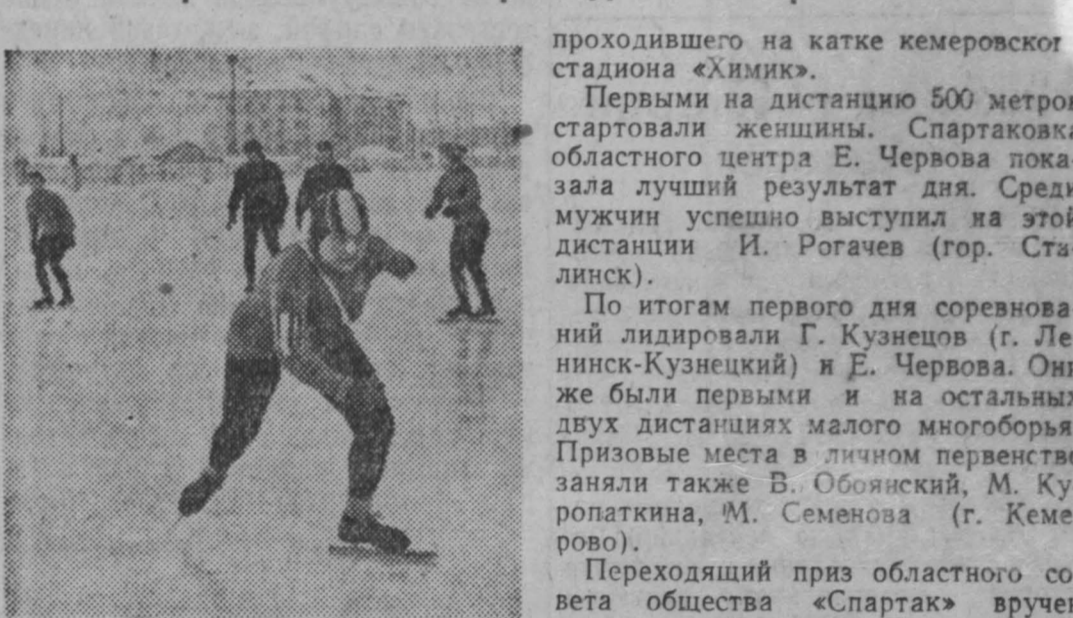 проходившего на катке кемеровског
стадиона «Химик».
Первыми на дистанцию 500 метров
стартовали женщины. Спартаковка
областного центра Е. Червова пока-
зала лучший результат дня. Среди
мужчин успешно выступил на этой
дистанции И. Рогачев (гор. Ста-
линск).
По итогам первого дня соревнова-
ний лидировали Г. Кузнецов (г. Ле-
нинск-Кузнецкий) и Е. Червова. Они
же были первыми и на остальных
двух дистанциях малого многоборья.
Призовые места в личном первенстве
заняли также В. Обоянский, М. Ку-
ропаткина, М. Семенова (г. Кеме-
рово).
Переходящий приз областного со-
вета общества «Спартак» вручен